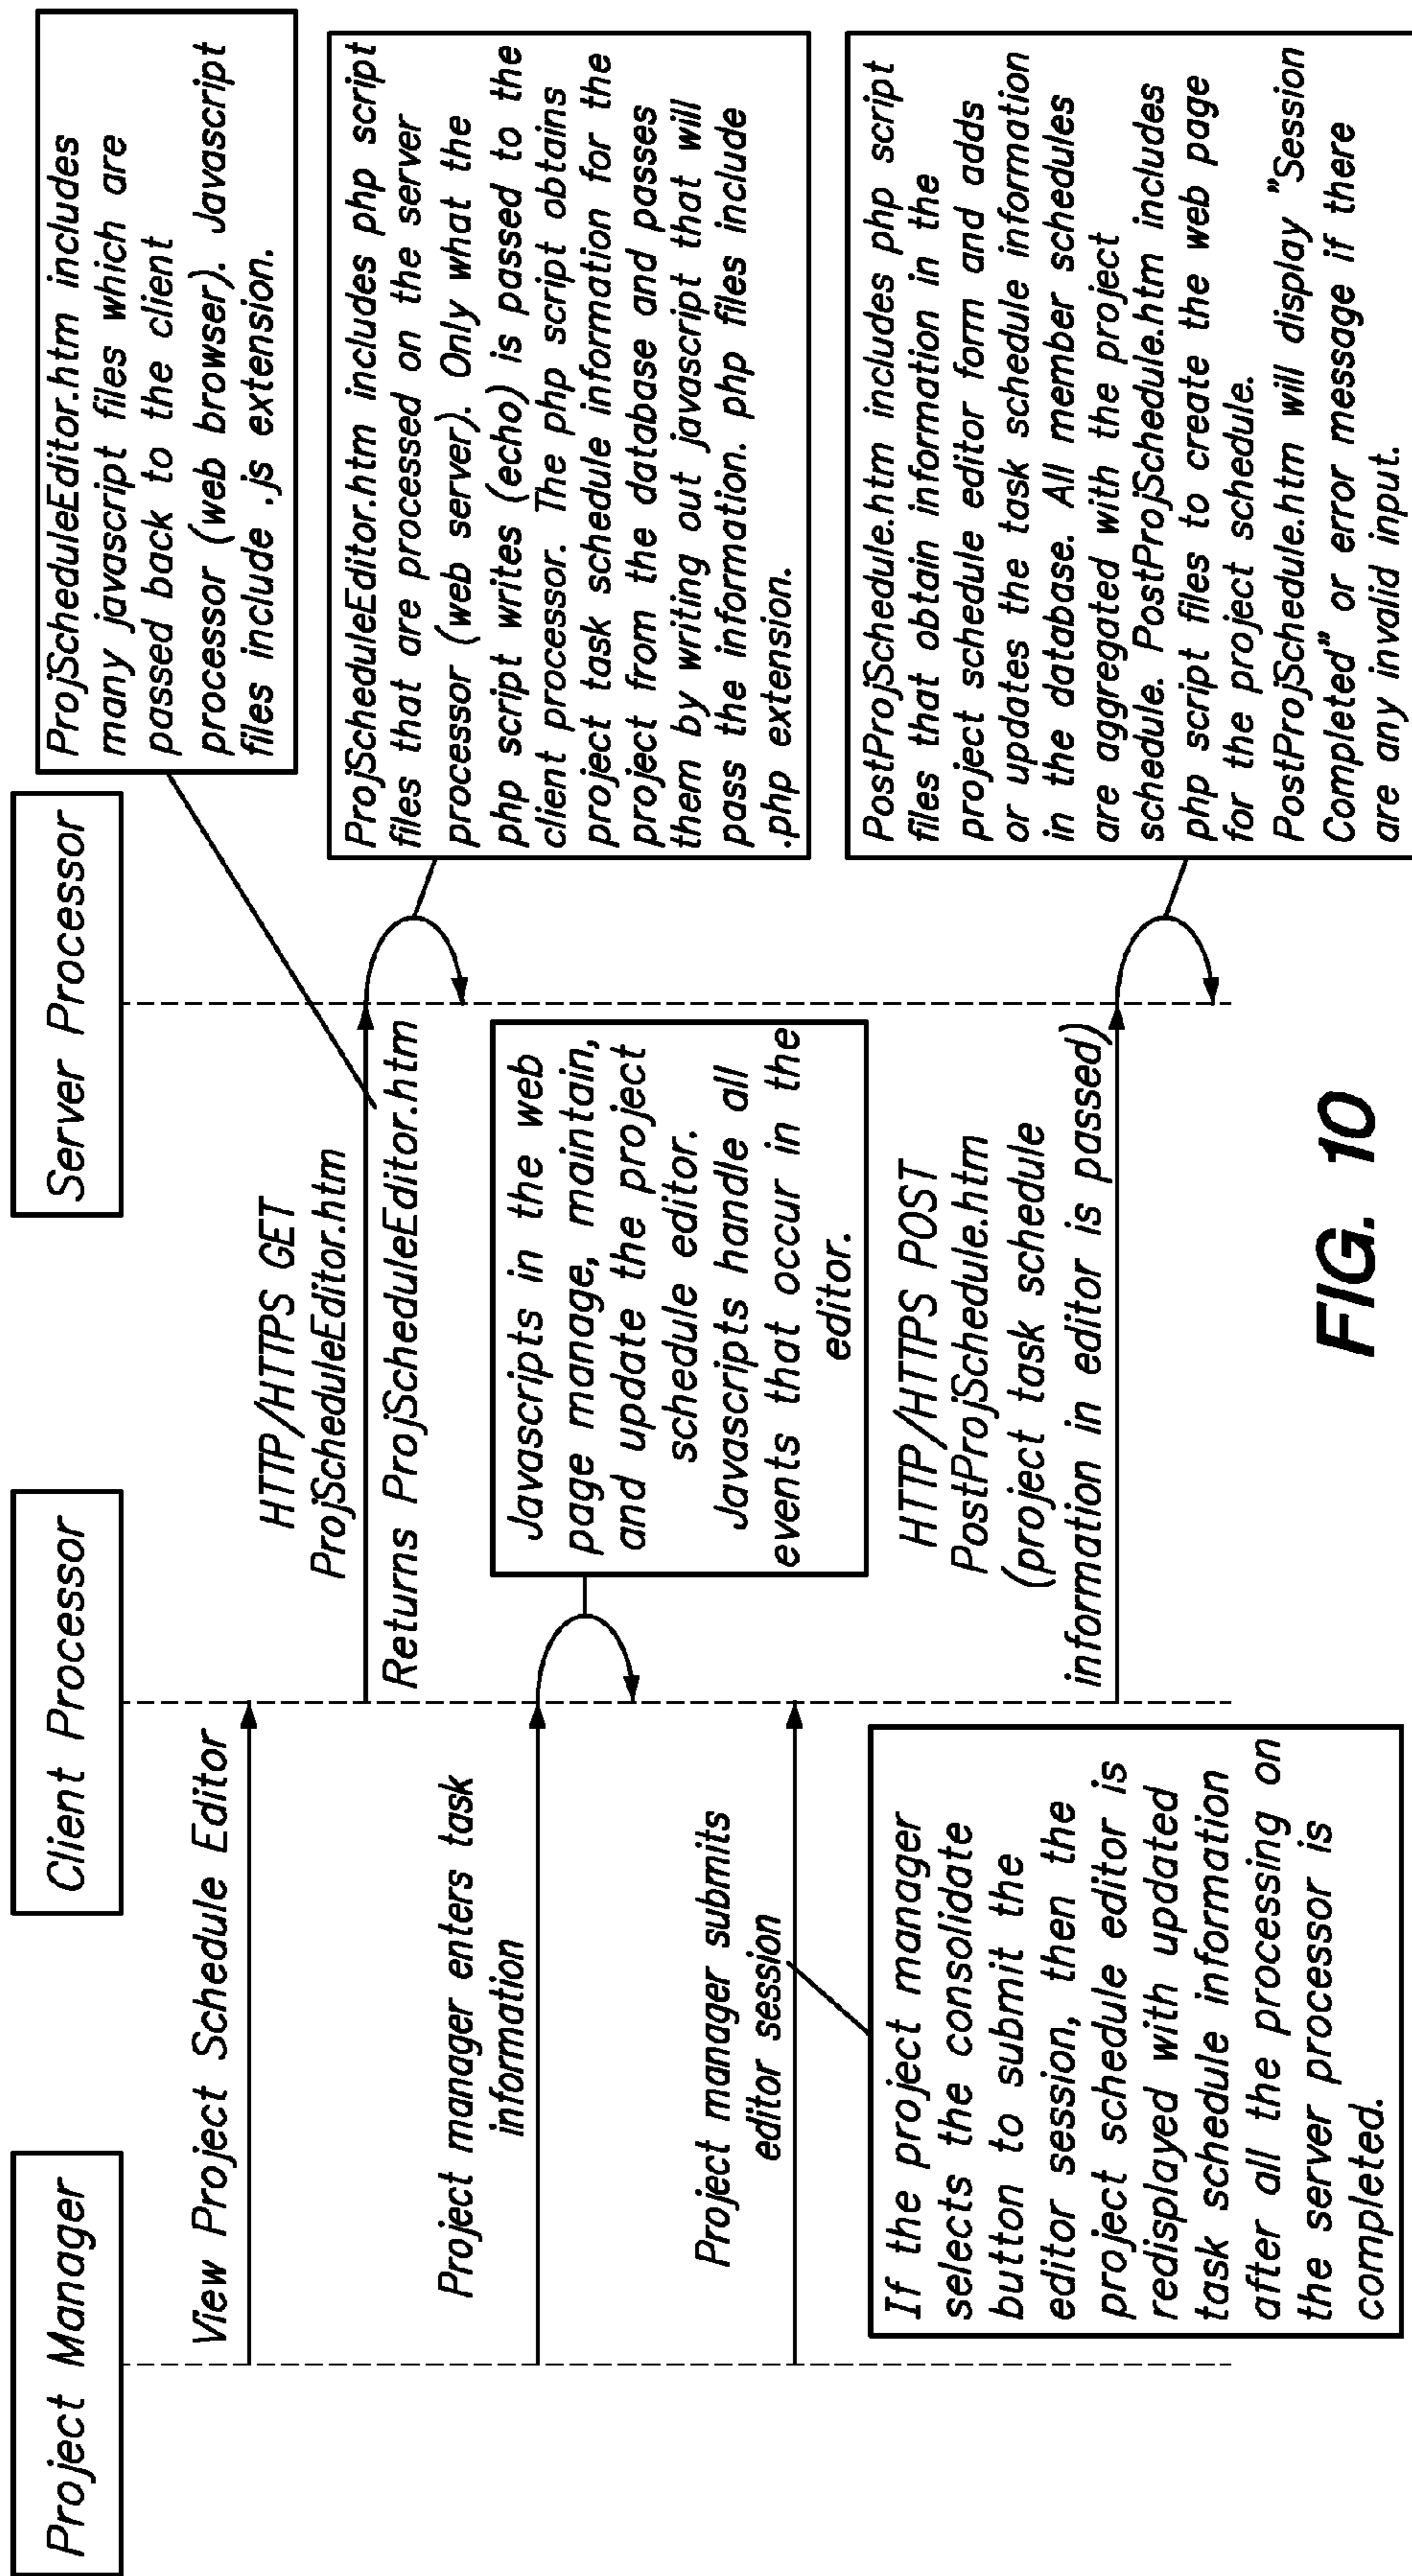 Project Manager
Client Processor
Server Processor
View Project Schedule Editor
HTTP/HTTPS GET
ProjScheduleEditor.htm
Returns ProjScheduleEditor.htm
ProjScheduleEditor.htm includes
many javascript files which are
passed back to the client
processor (web browser). Javascript
files include .js extension.
ProjScheduleEditor.htm includes php script
files that are processed on the server
processor (web server). Only what the
php script writes (echo) is passed to the
client processor. The php script obtains
project task schedule information for the
project from the database and passes
them by writing out javascript that will
pass the information. php files include
.php extension.
Project manager enters task
information
Javascripts in the web
page manage, maintain,
and update the project
schedule editor.
Javascripts handle all
events that occur in the
editor.
Project manager submits
editor session
If the project manager
selects the consolidate
button to submit the
editor session, then the
project schedule editor is
redisplayed with updated
task schedule information
after all the processing on
the server processor is
completed.
HTTP/HTTPS POST
PostProjSchedule.htm
(project task schedule
information in editor is passed)
PostProjSchedule.htm includes php script
files that obtain information in the
project schedule editor form and adds
or updates the task schedule information
in the database. All member schedules
are aggregated with the project
schedule. PostProjSchedule.htm includes
php script files to create the web page
for the project schedule.
PostProjSchedule.htm will display "Session
Completed" or error message if there
are any invalid input.
FIG. 10